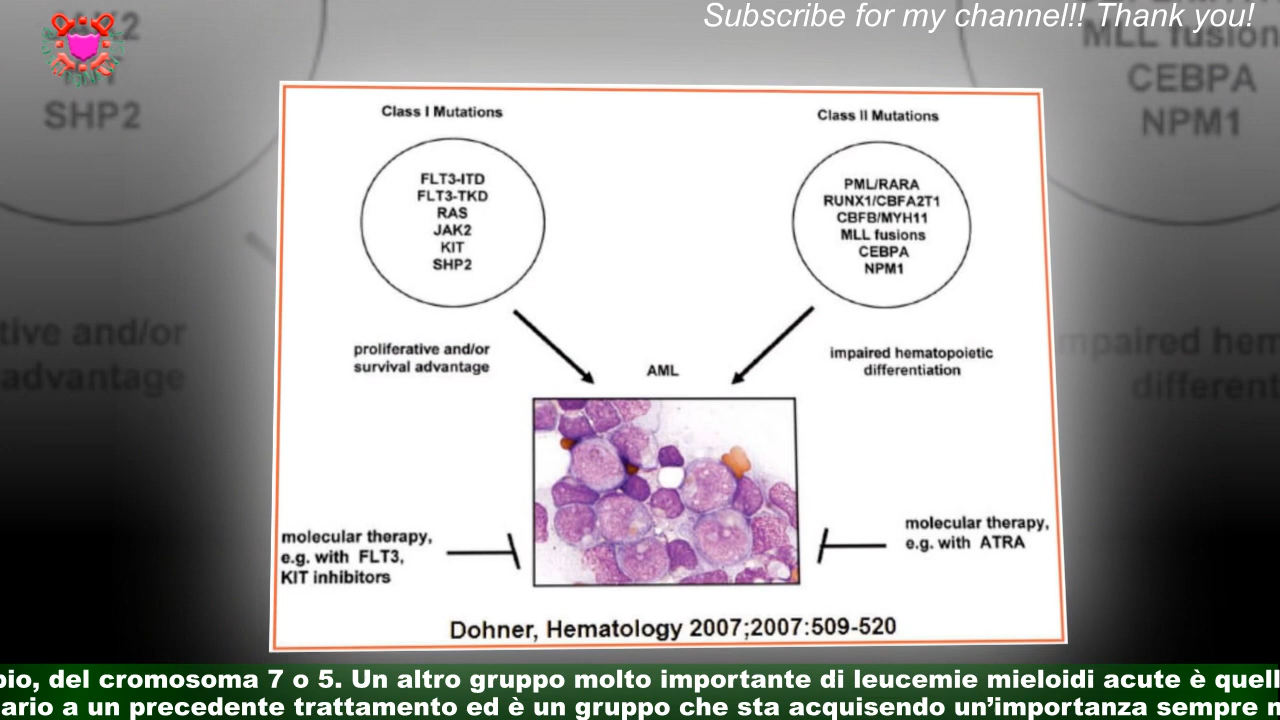 Subscribe for my channel!! Thank you!
SHP2
MLL fusion
CEBPA
NPM1
Class I Mutations
Class II Mutations
FLT3-ITD
FLT3-TKD
RAS
JAK2
KIT
SHP2
PML/RARA
RUNX1/CBFA2T1
CBFB/MYH11
MLL fusions
CEBPA
NPM1
proliferative and/or
survival advantage
AML
impaired hematopoietic
differentiation
and/or
advantage
molecular therapy,
e.g. with FLT3,
KIT inhibitors
molecular therapy,
e.g. with ATRA
Dohner, Hematology 2007;2007:509-520
pio, del cromosoma 7 o 5. Un altro gruppo molto importante di leucemie mieloidi acute è quell
ario a un precedente trattamento ed è un gruppo che sta acquisendo un'importanza sempre